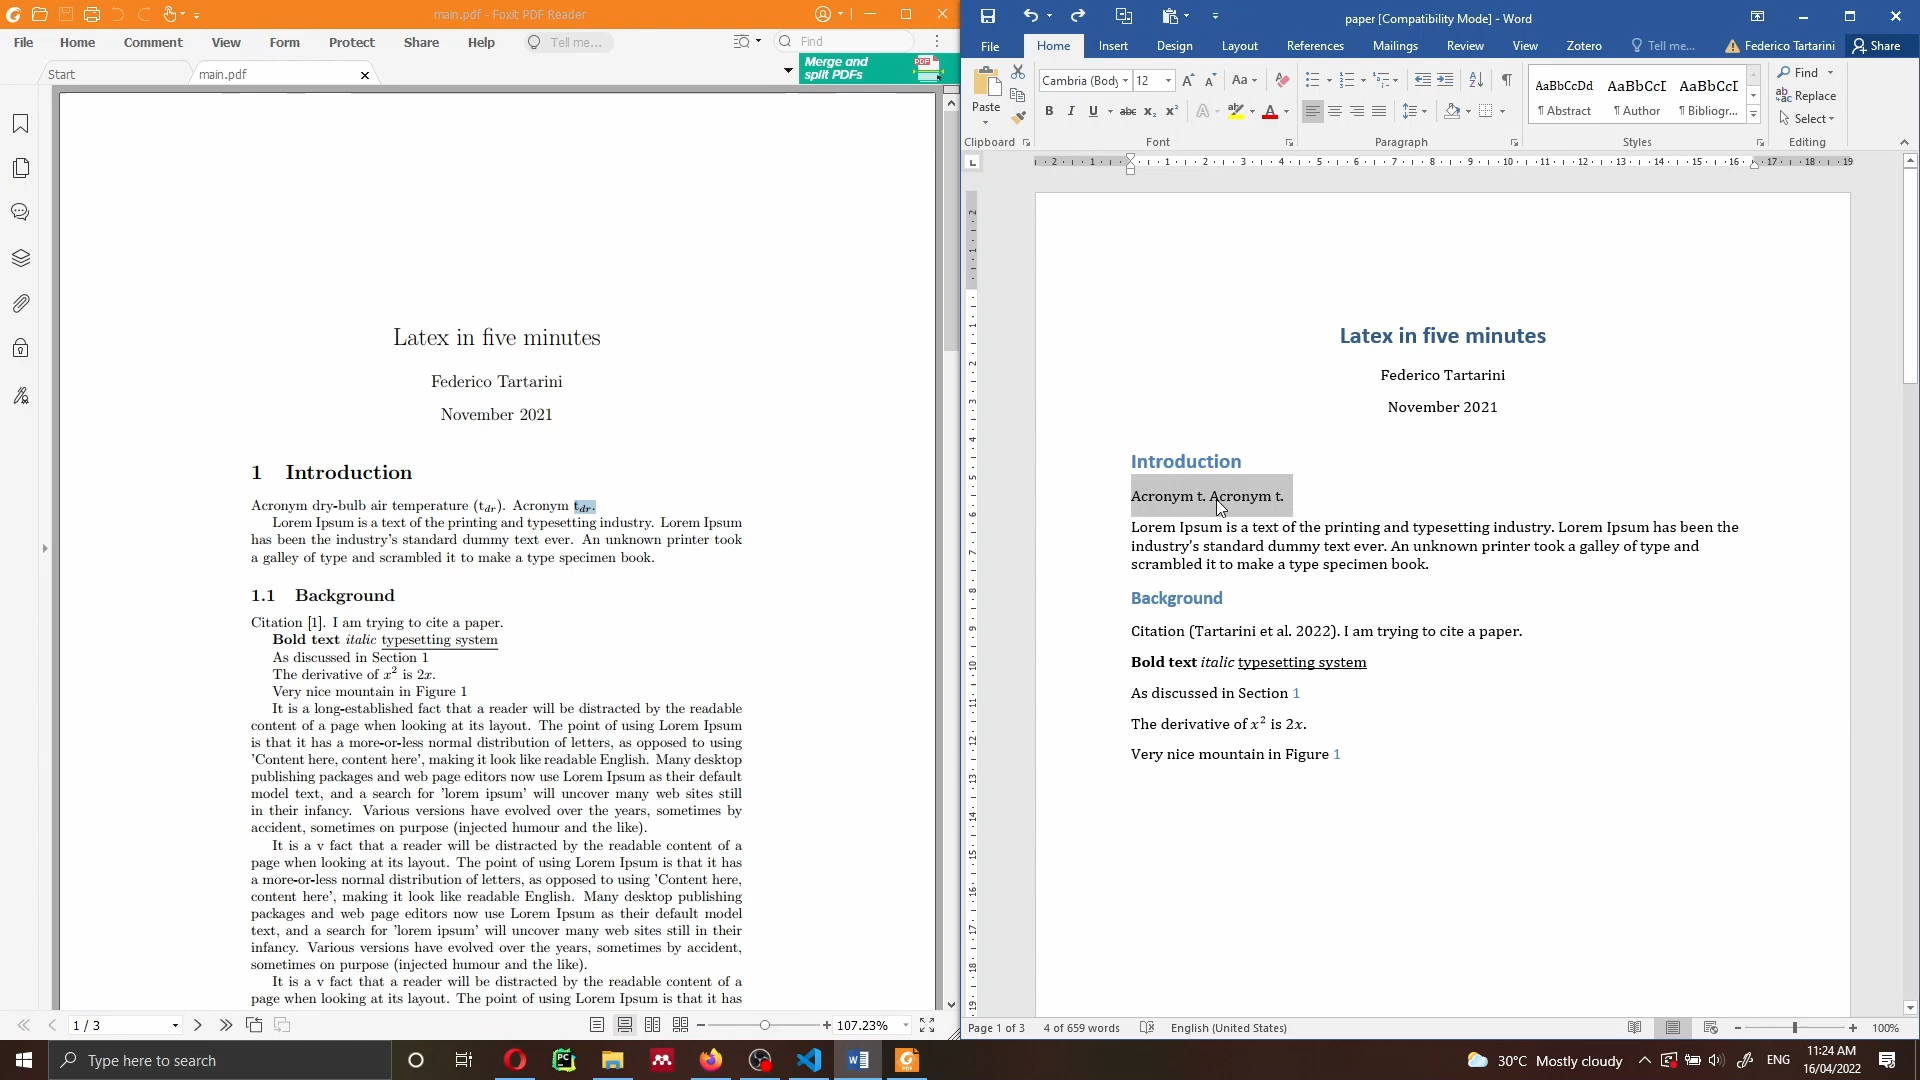 main.pdf - Foxit PDF Reader
File Home Comment View Form Protect Share Help Tell me... Find
Start main.pdf
Merge and
split PDFs
Latex in five minutes
Federico Tartarini
November 2021
1 Introduction
Acronym dry-bulb air temperature (tdr). Acronym tdr.
Lorem Ipsum is a text of the printing and typesetting industry. Lorem Ipsum
has been the industry's standard dummy text ever. An unknown printer took
a galley of type and scrambled it to make a type specimen book.
1.1 Background
Citation [1]. I am trying to cite a paper.
Bold text italic typesetting system
As discussed in Section 1
The derivative of x² is 2x.
Very nice mountain in Figure 1
It is a long-established fact that a reader will be distracted by the readable
content of a page when looking at its layout. The point of using Lorem Ipsum
is that it has a more-or-less normal distribution of letters, as opposed to using
'Content here, content here', making it look like readable English. Many desktop
publishing packages and web page editors now use Lorem Ipsum as their default
model text, and a search for 'lorem ipsum' will uncover many web sites still
in their infancy. Various versions have evolved over the years, sometimes by
accident, sometimes on purpose (injected humour and the like).
It is a v fact that a reader will be distracted by the readable content of a
page when looking at its layout. The point of using Lorem Ipsum is that it has
a more-or-less normal distribution of letters, as opposed to using 'Content here,
content here', making it look like readable English. Many desktop publishing
packages and web page editors now use Lorem Ipsum as their default model
text, and a search for 'lorem ipsum' will uncover many web sites still in their
infancy. Various versions have evolved over the years, sometimes by accident,
sometimes on purpose (injected humour and the like).
It is a v fact that a reader will be distracted by the readable content of a
page when looking at its layout. The point of using Lorem Ipsum is that it has
1 / 3 107.23%
paper [Compatibility Mode] - Word
File Home Insert Design Layout References Mailings Review View Zotero Tell me... Federico Tartarini Share
Paste Cambria (Body 12 Aa AaBbCcDd AaBbCcI AaBbCcI Find
B I U abc x₂ x² A ¶ Abstract ¶ Author ¶ Bibliogr... Replace
Select
Clipboard Font Paragraph Styles Editing
Latex in five minutes
Federico Tartarini
November 2021
Introduction
Acronym t. Acronym t.
Lorem Ipsum is a text of the printing and typesetting industry. Lorem Ipsum has been the
industry's standard dummy text ever. An unknown printer took a galley of type and
scrambled it to make a type specimen book.
Background
Citation (Tartarini et al. 2022). I am trying to cite a paper.
Bold text italic typesetting system
As discussed in Section 1
The derivative of x² is 2x.
Very nice mountain in Figure 1
Page 1 of 3 4 of 659 words English (United States) 100%
Type here to search 30°C Mostly cloudy ENG 11:24 AM
16/04/2022